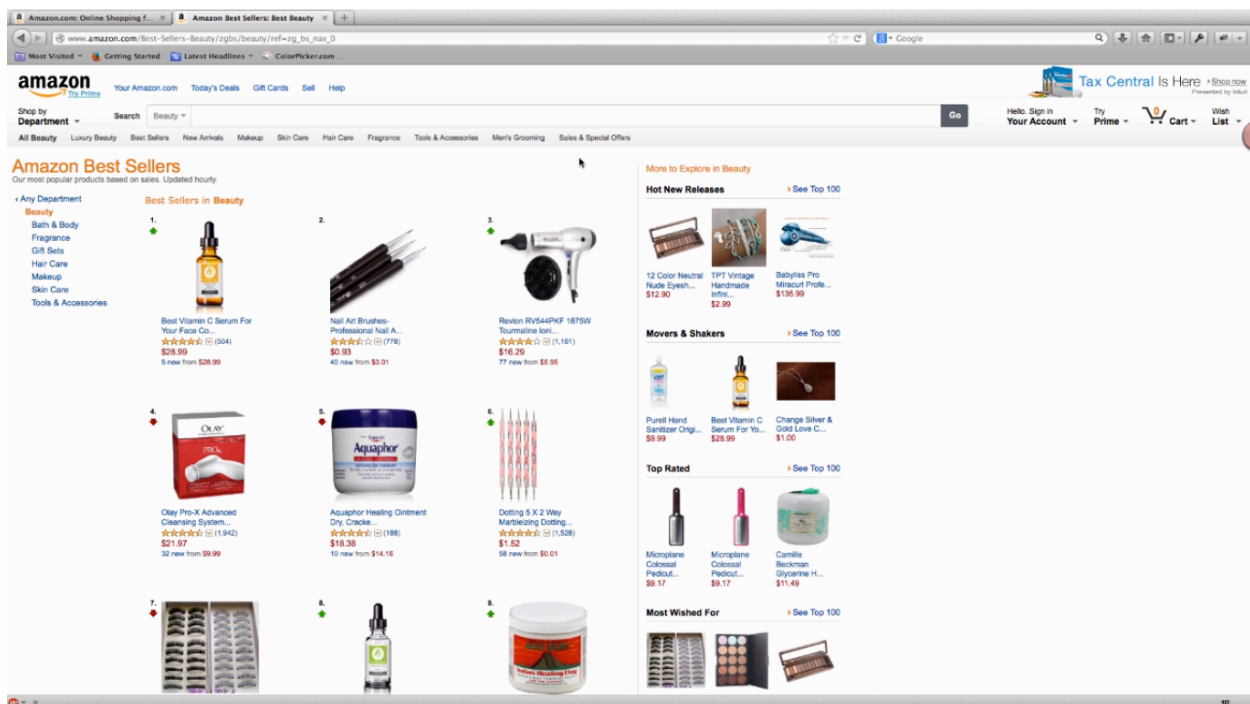 Amazon.com: Online Shopping f...
Amazon Best Sellers: Best Beauty
www.amazon.com/Best-Sellers-Beauty/zgbs/beauty/ref=zg_bs_nav_0
Google
Most Visited
Getting Started
Latest Headlines
ColorPicker.com ...
amazon
Try Prime
Your Amazon.com Today's Deals Gift Cards Sell Help
Tax Central Is Here
Shop now
Presented by Intuit
Shop by
Department
Search
Beauty
Go
Hello. Sign in
Your Account
Try
Prime
0
Cart
Wish
List
All Beauty Luxury Beauty Best Sellers New Arrivals Makeup Skin Care Hair Care Fragrance Tools & Accessories Men's Grooming Sales & Special Offers
Amazon Best Sellers
Our most popular products based on sales. Updated hourly.
‹ Any Department
Beauty
Bath & Body
Fragrance
Gift Sets
Hair Care
Makeup
Skin Care
Tools & Accessories
Best Sellers in Beauty
1.
Best Vitamin C Serum For
Your Face Co...
(504)
$28.99
5 new from $28.99
2.
Nail Art Brushes-
Professional Nail A...
(778)
$0.93
40 new from $0.01
3.
Revlon RV544PKF 1875W
Tourmaline Ioni...
(1,161)
$16.29
77 new from $5.95
4.
OLAY
PROX
Olay Pro-X Advanced
Cleansing System...
(1,942)
$21.97
32 new from $9.99
5.
Eucerin
Aquaphor
ADVANCED THERAPY
Aquaphor Healing Ointment
Dry, Cracke...
(188)
$18.38
10 new from $14.16
6.
Dotting 5 X 2 Way
Marbleizing Dotting...
(1,528)
$1.52
58 new from $0.01
7.
8.
9.
Indian Healing Clay
More to Explore in Beauty
Hot New Releases
See Top 100
12 Color Neutral
Nude Eyesh...
$12.90
TPT Vintage
Handmade
Infini...
$2.99
Babyliss Pro
Miracurl Profe...
$135.99
Movers & Shakers
See Top 100
Purell Hand
Sanitizer Origi...
$9.99
Best Vitamin C
Serum For Yo...
$28.99
Change Silver &
Gold Love C...
$1.00
Top Rated
See Top 100
Microplane
Colossal
Pedicut...
$9.17
Microplane
Colossal
Pedicut...
$9.17
Camille
Beckman
Glycerine H...
$11.49
Most Wished For
See Top 100